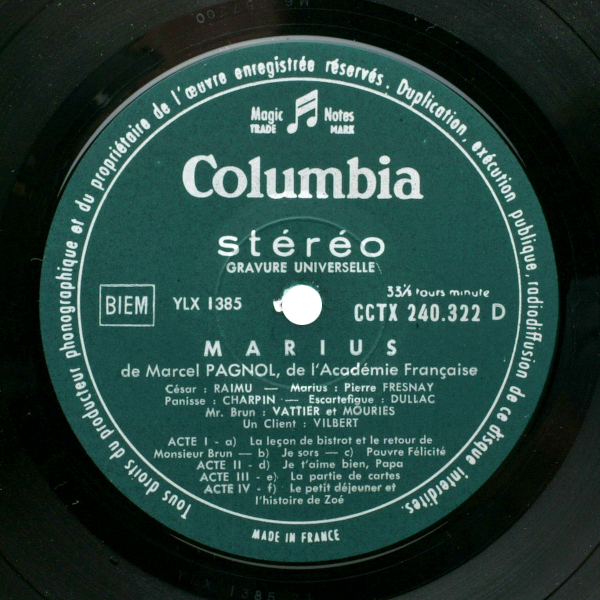 Tous droits du producteur phonographique et du propriétaire de l'œuvre enregistrée réservés. Duplication, exécution publique, radiodiffusion de ce disque interdites.
Magic Notes
TRADE MARK
Columbia
stéréo
GRAVURE UNIVERSELLE
BIEM
YLX 1385
33⅓ tours minute
CCTX 240.322 D
MARIUS
de Marcel PAGNOL, de l'Académie Française
César : RAIMU — Marius : Pierre FRESNAY
Panisse : CHARPIN — Escartefigue : DULLAC
Mr. Brun : VATTIER et MOURIÈS
Un Client : VILBERT
ACTE I - a) La leçon de bistrot et le retour de
Monsieur Brun — b) Je sors — c) Pauvre Félicité
ACTE II - d) Je t'aime bien, Papa
ACTE III - e) La partie de cartes
ACTE IV - f) Le petit déjeuner et
l'histoire de Zoé
MADE IN FRANCE
YLX 1385